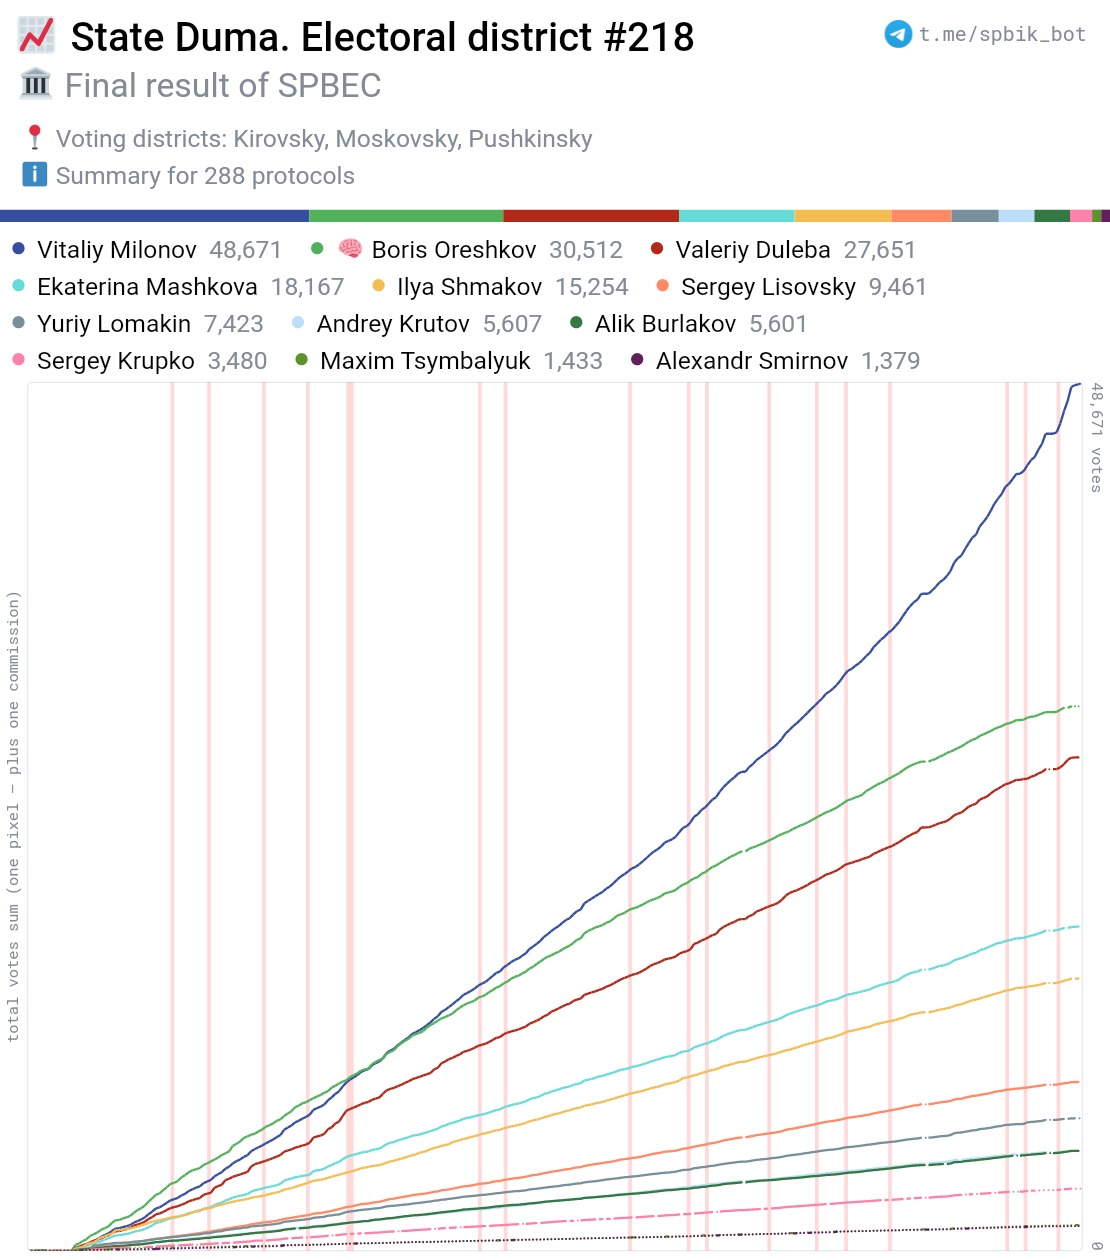 State Duma. Electoral district #218
t.me/spbik_bot
Final result of SPBEC
Voting districts: Kirovsky, Moskovsky, Pushkinsky
Summary for 288 protocols
Vitaliy Milonov 48,671 Boris Oreshkov 30,512 Valeriy Duleba 27,651
Ekaterina Mashkova 18,167 Ilya Shmakov 15,254 Sergey Lisovsky 9,461
Yuriy Lomakin 7,423 Andrey Krutov 5,607 Alik Burlakov 5,601
Sergey Krupko 3,480 Maxim Tsymbalyuk 1,433 Alexandr Smirnov 1,379
48,671 votes
total votes sum (one pixel – plus one commission)
0